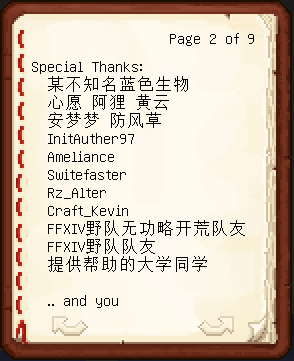 Page 2 of 9
Special Thanks:
某不知名蓝色生物
心愿 阿狸 黄云
安梦梦 防风草
InitAuther97
Ameliance
Switefaster
Rz_Alter
Craft_Kevin
FFXIV野队无功略开荒队友
FFXIV野队队友
提供帮助的大学同学
.. and you